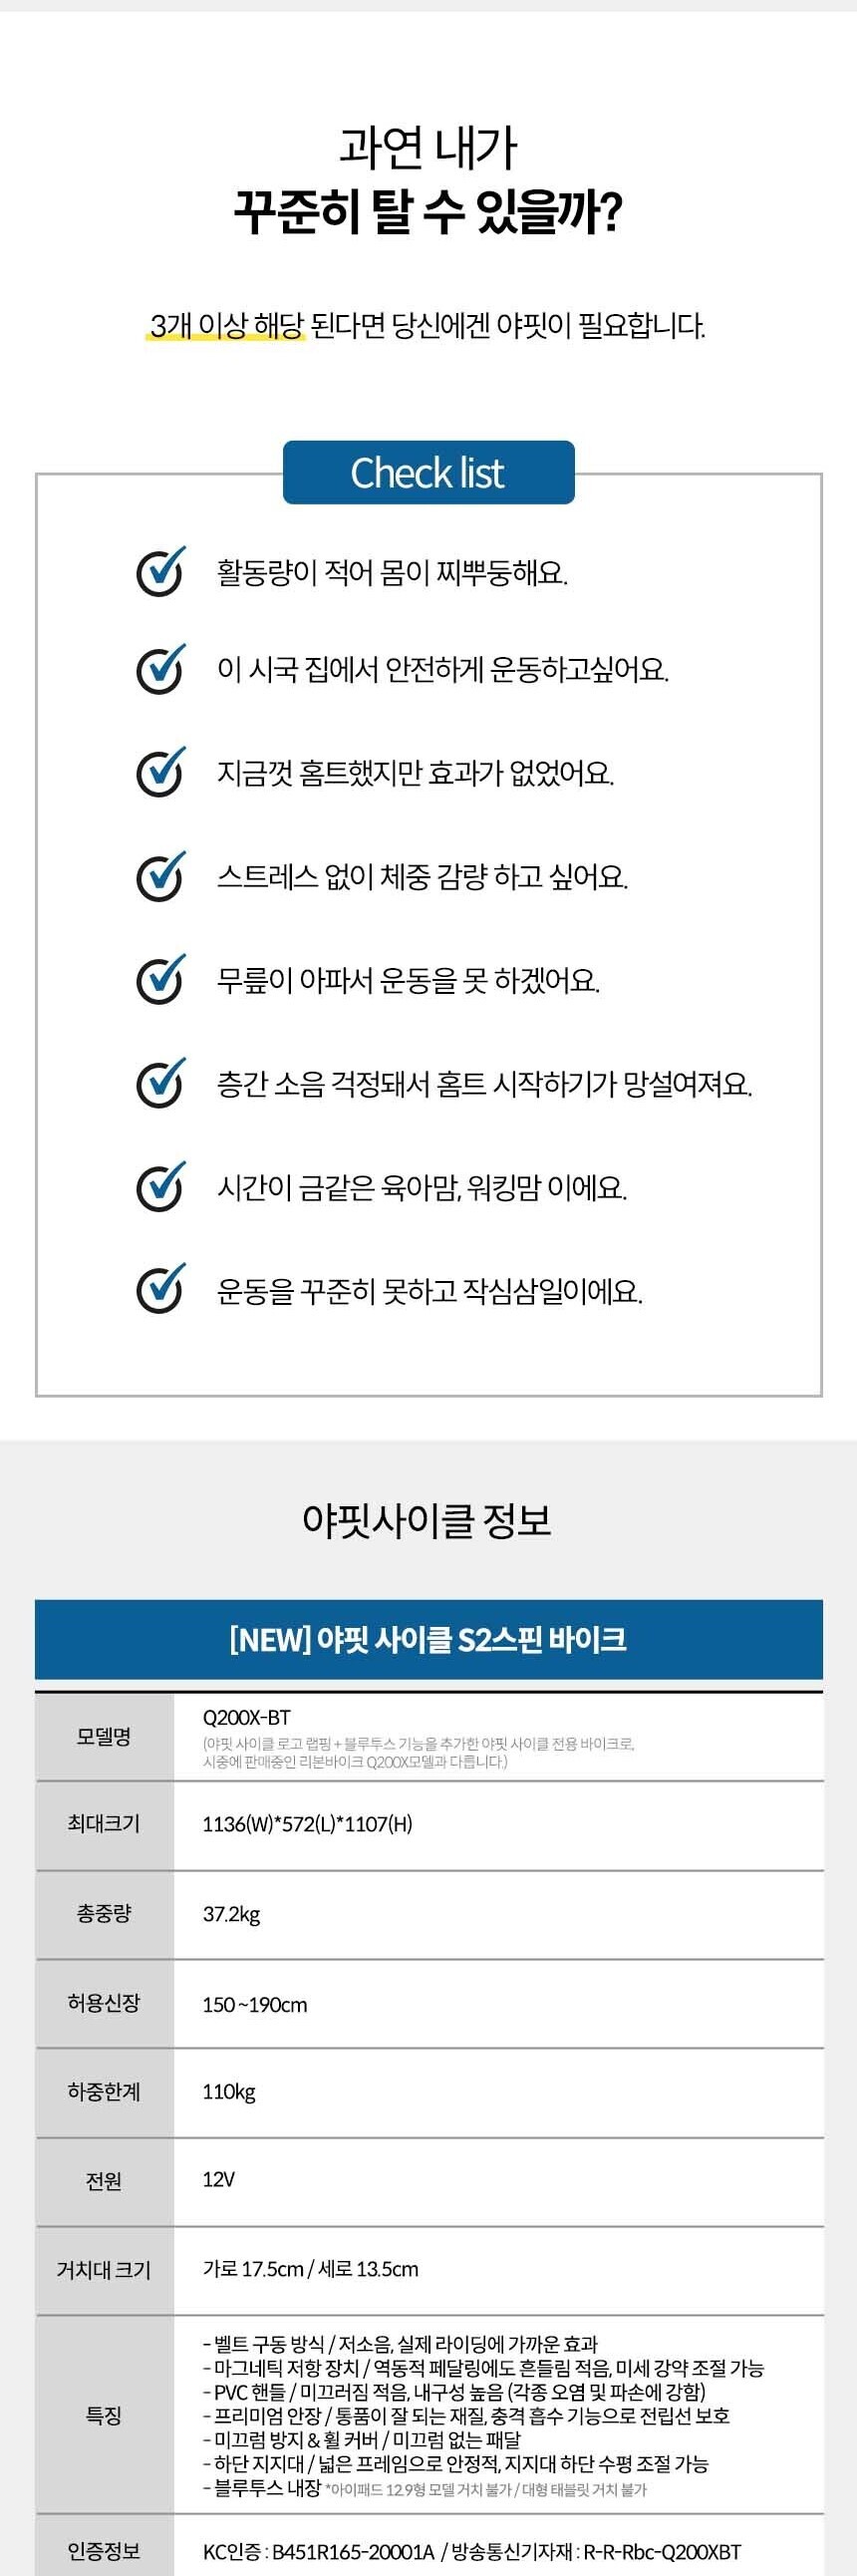 과연 내가
꾸준히 탈 수 있을까?
3개 이상 해당 된다면 당신에겐 야핏이 필요합니다.
Check list
활동량이 적어 몸이 찌뿌둥해요.
이 시국 집에서 안전하게 운동하고싶어요.
지금껏 홈트했지만 효과가 없었어요.
스트레스 없이 체중 감량 하고 싶어요.
무릎이 아파서 운동을 못 하겠어요.
층간 소음 걱정돼서 홈트 시작하기가 망설여져요.
시간이 금같은 육아맘, 워킹맘 이에요.
운동을 꾸준히 못하고 작심삼일이에요.
야핏사이클 정보
[NEW] 야핏 사이클 S2스핀 바이크
모델명
Q200X-BT
(야핏 사이클 로고 랩핑 + 블루투스 기능을 추가한 야핏 사이클 전용 바이크로,
시중에 판매중인 리본바이크 Q200X모델과 다릅니다.)
최대크기
1136(W)*572(L)*1107(H)
총중량
37.2kg
허용신장
150 ~190cm
하중한계
110kg
전원
12V
거치대 크기
가로 17.5cm / 세로 13.5cm
특징
- 벨트 구동 방식 / 저소음, 실제 라이딩에 가까운 효과
- 마그네틱 저항 장치 / 역동적 페달링에도 흔들림 적음, 미세 강약 조절 가능
- PVC 핸들 / 미끄러짐 적음, 내구성 높음 (각종 오염 및 파손에 강함)
- 프리미엄 안장 / 통풍이 잘 되는 재질, 충격 흡수 기능으로 전립선 보호
- 미끄럼 방지 & 휠 커버 / 미끄럼 없는 패달
- 하단 지지대 / 넓은 프레임으로 안정적, 지지대 하단 수평 조절 가능
- 블루투스 내장 *아이패드 12.9형 모델 거치 불가 / 대형 태블릿 거치 불가
인증정보
KC인증 : B451R165-20001A / 방송통신기자재 : R-R-Rbc-Q200XBT